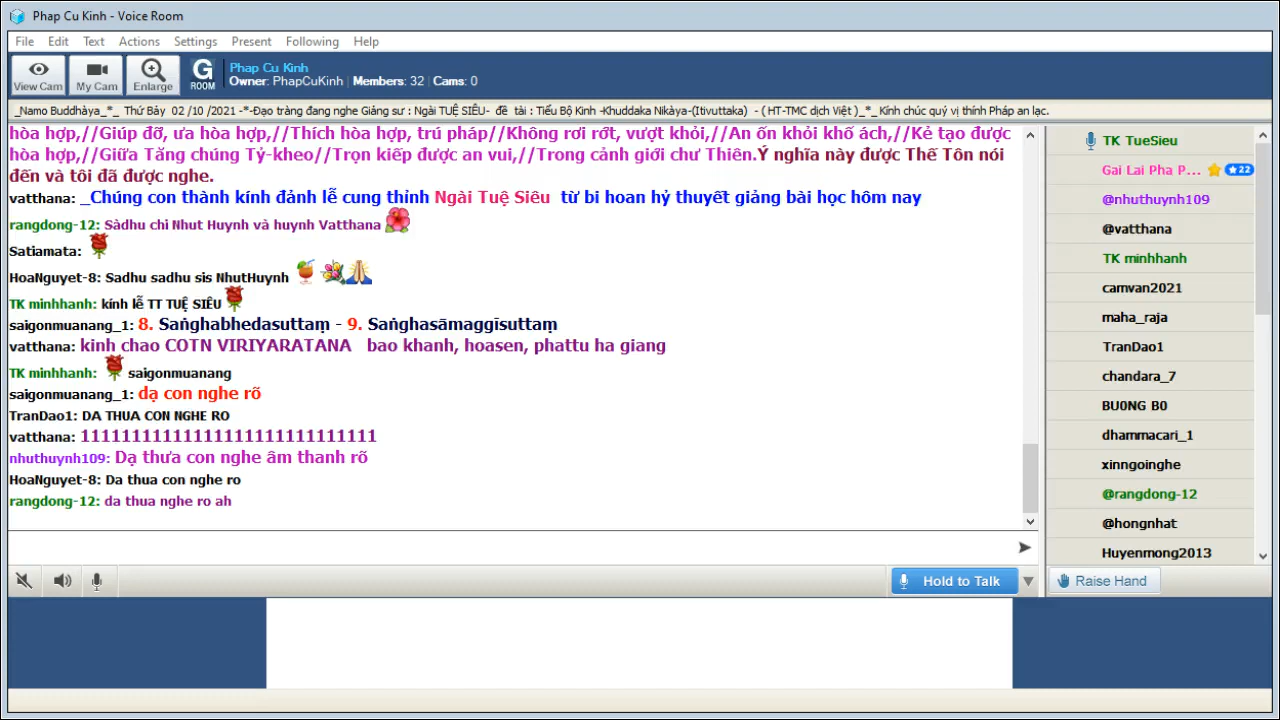 Phap Cu Kinh - Voice Room
File Edit Text Actions Settings Present Following Help
View Cam
My Cam
Enlarge
G
ROOM
Phap Cu Kinh
Owner: PhapCuKinh | Members: 32 | Cams: 0
_Namo Buddhàya_*_ Thứ Bảy 02 /10 /2021 -*-Đạo tràng đang nghe Giảng sư : Ngài TUỆ SIÊU- đề tài : Tiểu Bộ Kinh -Khuddaka Nikàya-(Itivuttaka) - ( HT-TMC dịch Việt )_*_ Kính chúc quý vị thính Pháp an lạc.
hòa hợp,//Giúp đỡ, ưa hòa hợp,//Thích hòa hợp, trú pháp//Không rơi rớt, vượt khỏi,//An ổn khỏi khổ ách,//Kẻ tạo được
hòa hợp,//Giữa Tăng chúng Tỷ-kheo//Trọn kiếp được an vui,//Trong cảnh giới chư Thiên.Ý nghĩa này được Thế Tôn nói
đến và tôi đã được nghe.
vatthana: _Chúng con thành kính đảnh lễ cung thỉnh Ngài Tuệ Siêu từ bi hoan hỷ thuyết giảng bài học hôm nay
rangdong-12: Sàdhu chi Nhut Huynh và huynh Vatthana
Satiamata:
HoaNguyet-8: Sadhu sadhu sis NhutHuynh
TK minhhanh: kính lễ TT TUỆ SIÊU
saigonmuanang_1: 8. Saṅghabhedasuttaṃ - 9. Saṅghasāmaggīsuttaṃ
vatthana: kinh chao COTN VIRIYARATANA bao khanh, hoasen, phattu ha giang
TK minhhanh: saigonmuanang
saigonmuanang_1: dạ con nghe rõ
TranDao1: DA THUA CON NGHE RO
vatthana: 11111111111111111111111111111
nhuthuynh109: Dạ thưa con nghe âm thanh rõ
HoaNguyet-8: Da thua con nghe ro
rangdong-12: da thua nghe ro ah
TK TueSieu
Gai Lai Pha P... 22
@nhuthuynh109
@vatthana
TK minhhanh
camvan2021
maha_raja
TranDao1
chandara_7
BU0NG B0
dhammacari_1
xinngoinghe
@rangdong-12
@hongnhat
Huyenmong2013
Hold to Talk
Raise Hand